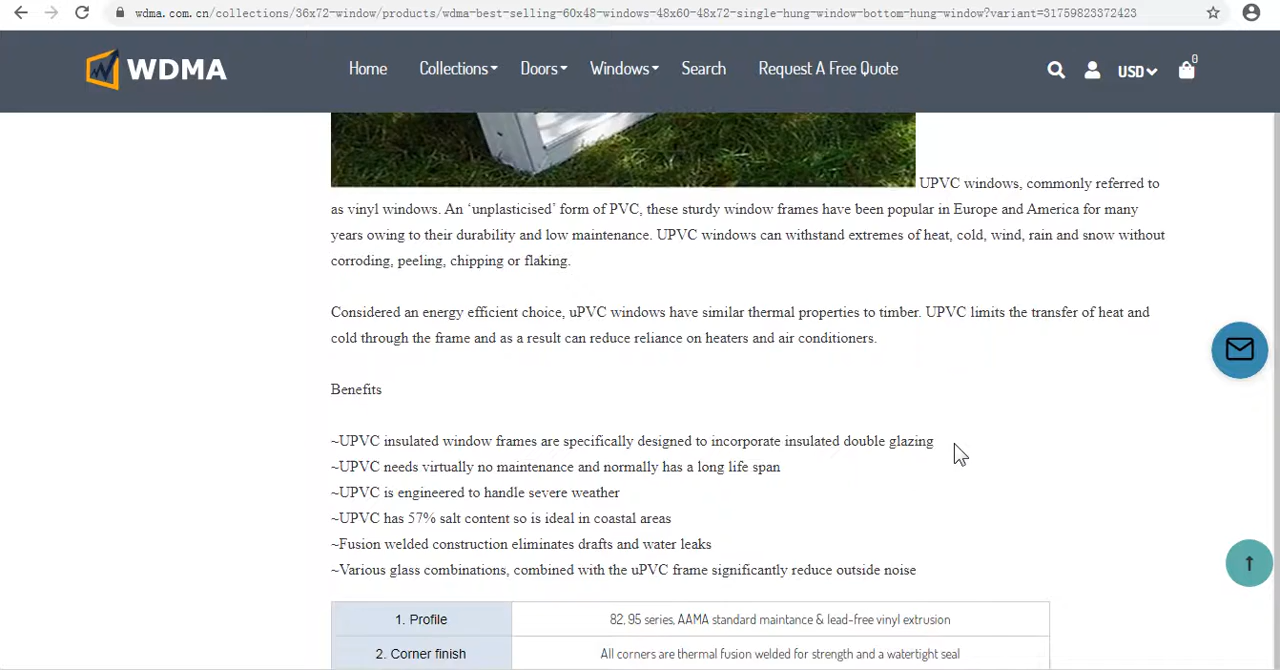 wdma.com.cn/collections/36x72-window/products/wdma-best-selling-60x48-windows-48x60-48x72-single-hung-window-bottom-hung-window?variant=31759823372423
WDMA
Home Collections Doors Windows Search Request A Free Quote USD 0
UPVC windows, commonly referred to
as vinyl windows. An ‘unplasticised’ form of PVC, these sturdy window frames have been popular in Europe and America for many
years owing to their durability and low maintenance. UPVC windows can withstand extremes of heat, cold, wind, rain and snow without
corroding, peeling, chipping or flaking.
Considered an energy efficient choice, uPVC windows have similar thermal properties to timber. UPVC limits the transfer of heat and
cold through the frame and as a result can reduce reliance on heaters and air conditioners.
Benefits
~UPVC insulated window frames are specifically designed to incorporate insulated double glazing
~UPVC needs virtually no maintenance and normally has a long life span
~UPVC is engineered to handle severe weather
~UPVC has 57% salt content so is ideal in coastal areas
~Fusion welded construction eliminates drafts and water leaks
~Various glass combinations, combined with the uPVC frame significantly reduce outside noise
1. Profile 82, 95 series, AAMA standard maintance & lead-free vinyl extrusion
2. Corner finish All corners are thermal fusion welded for strength and a watertight seal